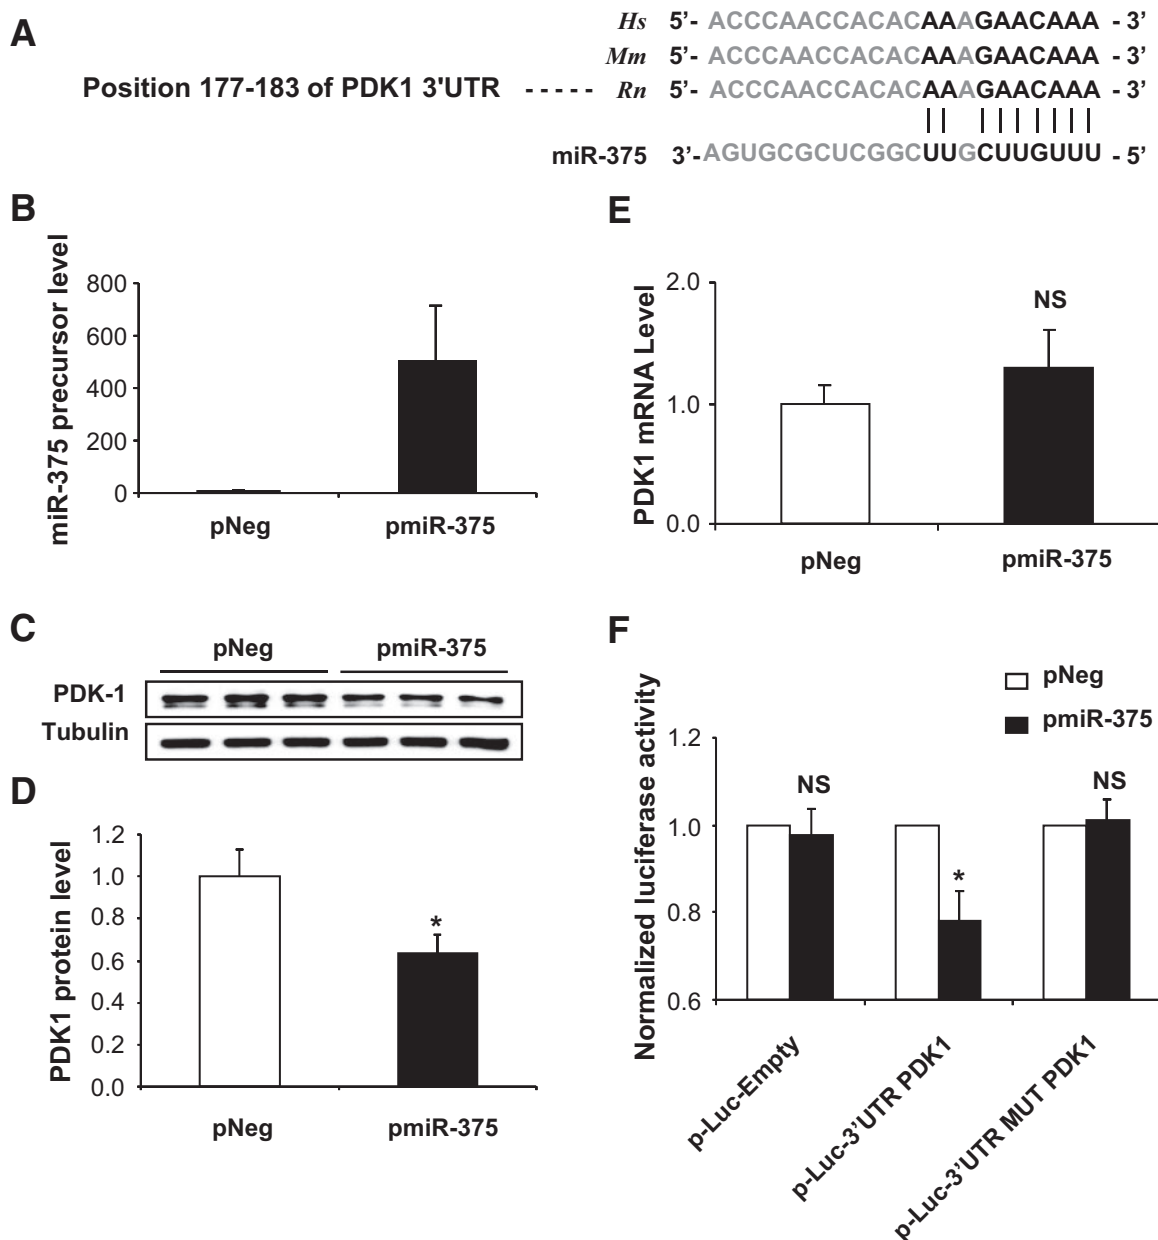 A
Hs 5'- ACCCAACCACACAAAGAACAAA - 3'
Mm 5'- ACCCAACCACACAAAGAACAAA - 3'
Position 177-183 of PDK1 3'UTR ----- Rn 5'- ACCCAACCACACAAAGAACAAA - 3'
miR-375 3'-AGUGCGCUCGGCUUGCUUGUUU - 5'
B
miR-375 precursor level
800
600
400
200
0
pNeg pmiR-375
E
PDK1 mRNA Level
2.0
1.0
0.0
NS
pNeg pmiR-375
C
pNeg pmiR-375
PDK-1
Tubulin
D
PDK1 protein level
1.2
1.0
0.8
0.6
0.4
0.2
0.0
*
pNeg pmiR-375
F
pNeg
pmiR-375
Normalized luciferase activity
1.2
1.0
0.8
0.6
NS
*
NS
p-Luc-Empty
p-Luc-3’UTR PDK1
p-Luc-3’UTR MUT PDK1